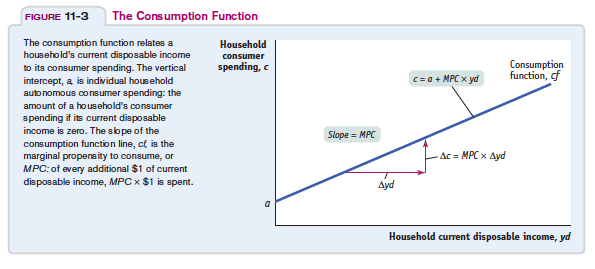 FIGURE 11-3 The Consumption Function
The consumption function relates a
household's current disposable income
to its consumer spending. The vertical
intercept, a, is individual household
autonomous consumer spending: the
amount of a household's consumer
spending if its current disposable
income is zero. The slope of the
consumption function line, cf, is the
marginal propensity to consume, or
MPC: of every additional $1 of current
disposable income, MPC × $1 is spent.
Household
consumer
spending, c
c = a + MPC × yd
Consumption
function, cf
Slope = MPC
Δc = MPC × Δyd
Δyd
a
Household current disposable income, yd